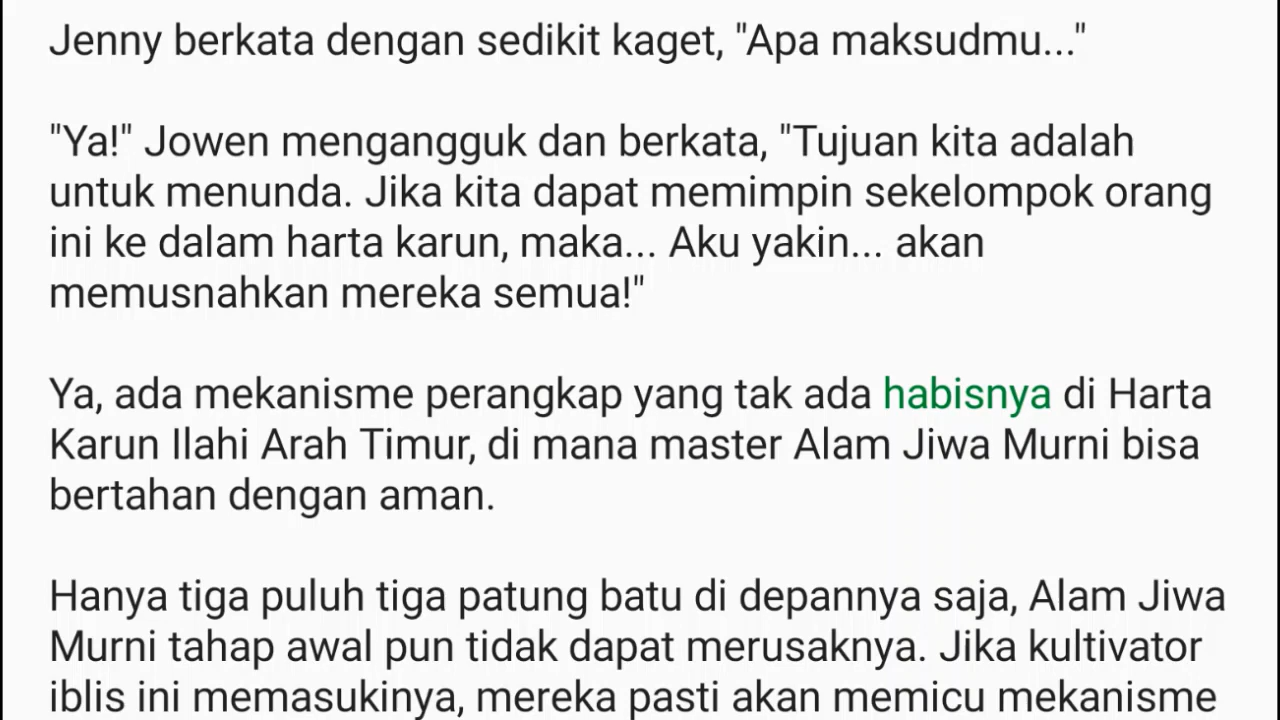 Jenny berkata dengan sedikit kaget, "Apa maksudmu..."
"Ya!" Jowen mengangguk dan berkata, "Tujuan kita adalah
untuk menunda. Jika kita dapat memimpin sekelompok orang
ini ke dalam harta karun, maka... Aku yakin... akan
memusnahkan mereka semua!"
Ya, ada mekanisme perangkap yang tak ada habisnya di Harta
Karun Ilahi Arah Timur, di mana master Alam Jiwa Murni bisa
bertahan dengan aman.
Hanya tiga puluh tiga patung batu di depannya saja, Alam Jiwa
Murni tahap awal pun tidak dapat merusaknya. Jika kultivator
iblis ini memasukinya, mereka pasti akan memicu mekanisme